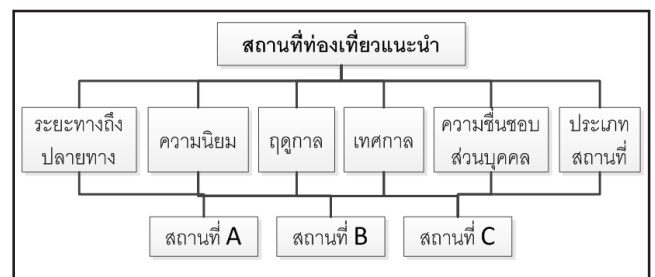 สถานที่ท่องเที่ยวแนะนำ
ระยะทางถึง
ปลายทาง
ความนิยม
ฤดูกาล
เทศกาล
ความชื่นชอบ
ส่วนบุคคล
ประเภท
สถานที่
สถานที่ A
สถานที่ B
สถานที่ C